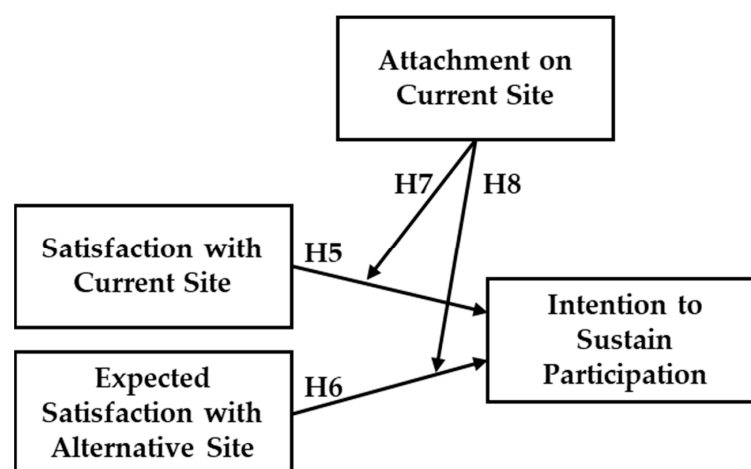 Attachment on
Current Site
H7
H8
Satisfaction with
Current Site
H5
Intention to
Sustain
Participation
Expected
Satisfaction with
Alternative Site
H6